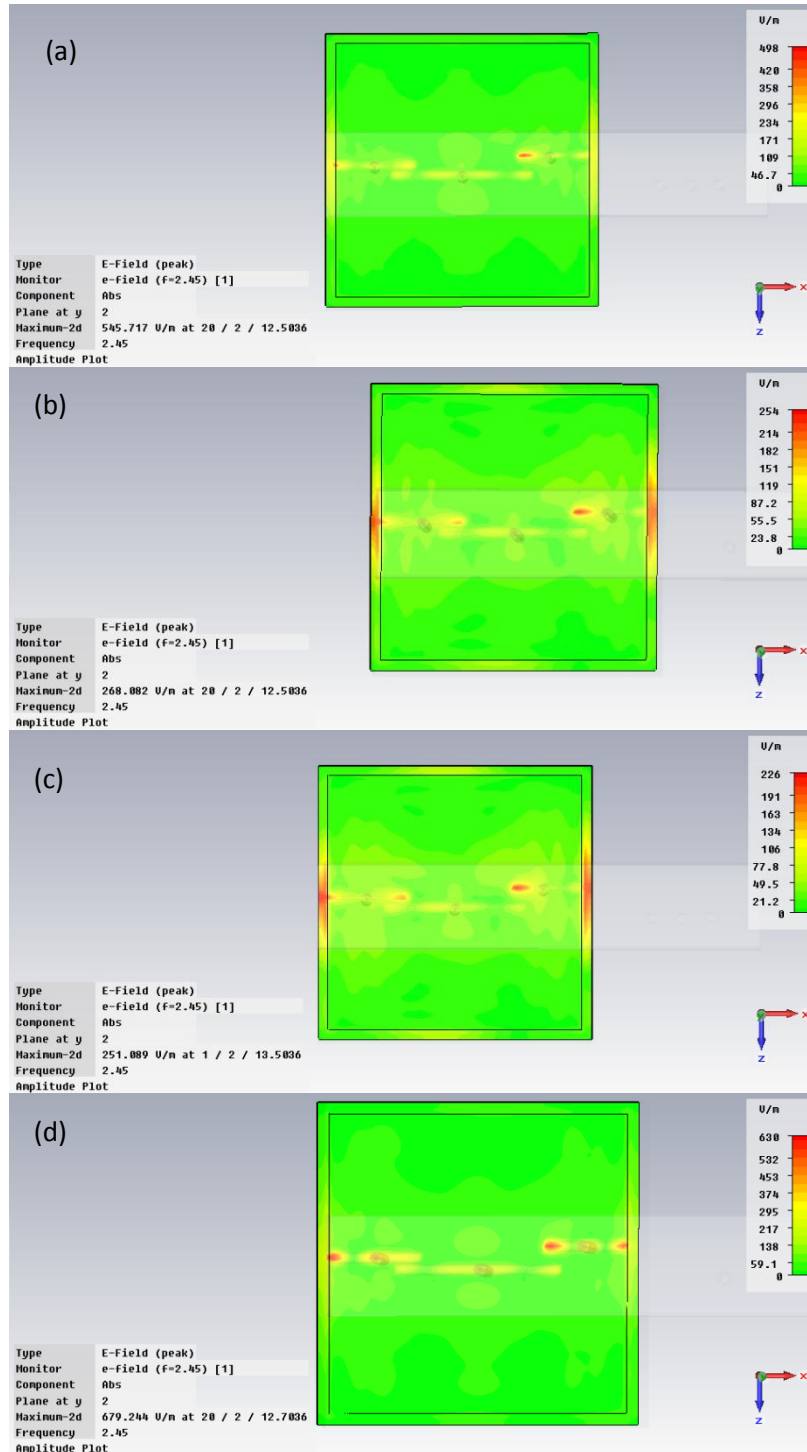 (a)
V/m
498
420
358
296
234
171
109
46.7
0
Type E-Field (peak)
Monitor e-field (f=2.45) [1]
Component Abs
Plane at y 2
Maximum-2d 545.717 V/m at 20 / 2 / 12.5036
Frequency 2.45
Amplitude Plot
x
z
(b)
V/m
254
214
182
151
119
87.2
55.5
23.8
0
Type E-Field (peak)
Monitor e-field (f=2.45) [1]
Component Abs
Plane at y 2
Maximum-2d 268.082 V/m at 20 / 2 / 12.5036
Frequency 2.45
Amplitude Plot
x
z
(c)
V/m
226
191
163
134
106
77.8
49.5
21.2
0
Type E-Field (peak)
Monitor e-field (f=2.45) [1]
Component Abs
Plane at y 2
Maximum-2d 251.089 V/m at 1 / 2 / 13.5036
Frequency 2.45
Amplitude Plot
x
z
(d)
V/m
630
532
453
374
295
217
138
59.1
0
Type E-Field (peak)
Monitor e-field (f=2.45) [1]
Component Abs
Plane at y 2
Maximum-2d 679.244 V/m at 20 / 2 / 12.7036
Frequency 2.45
Amplitude Plot
x
z